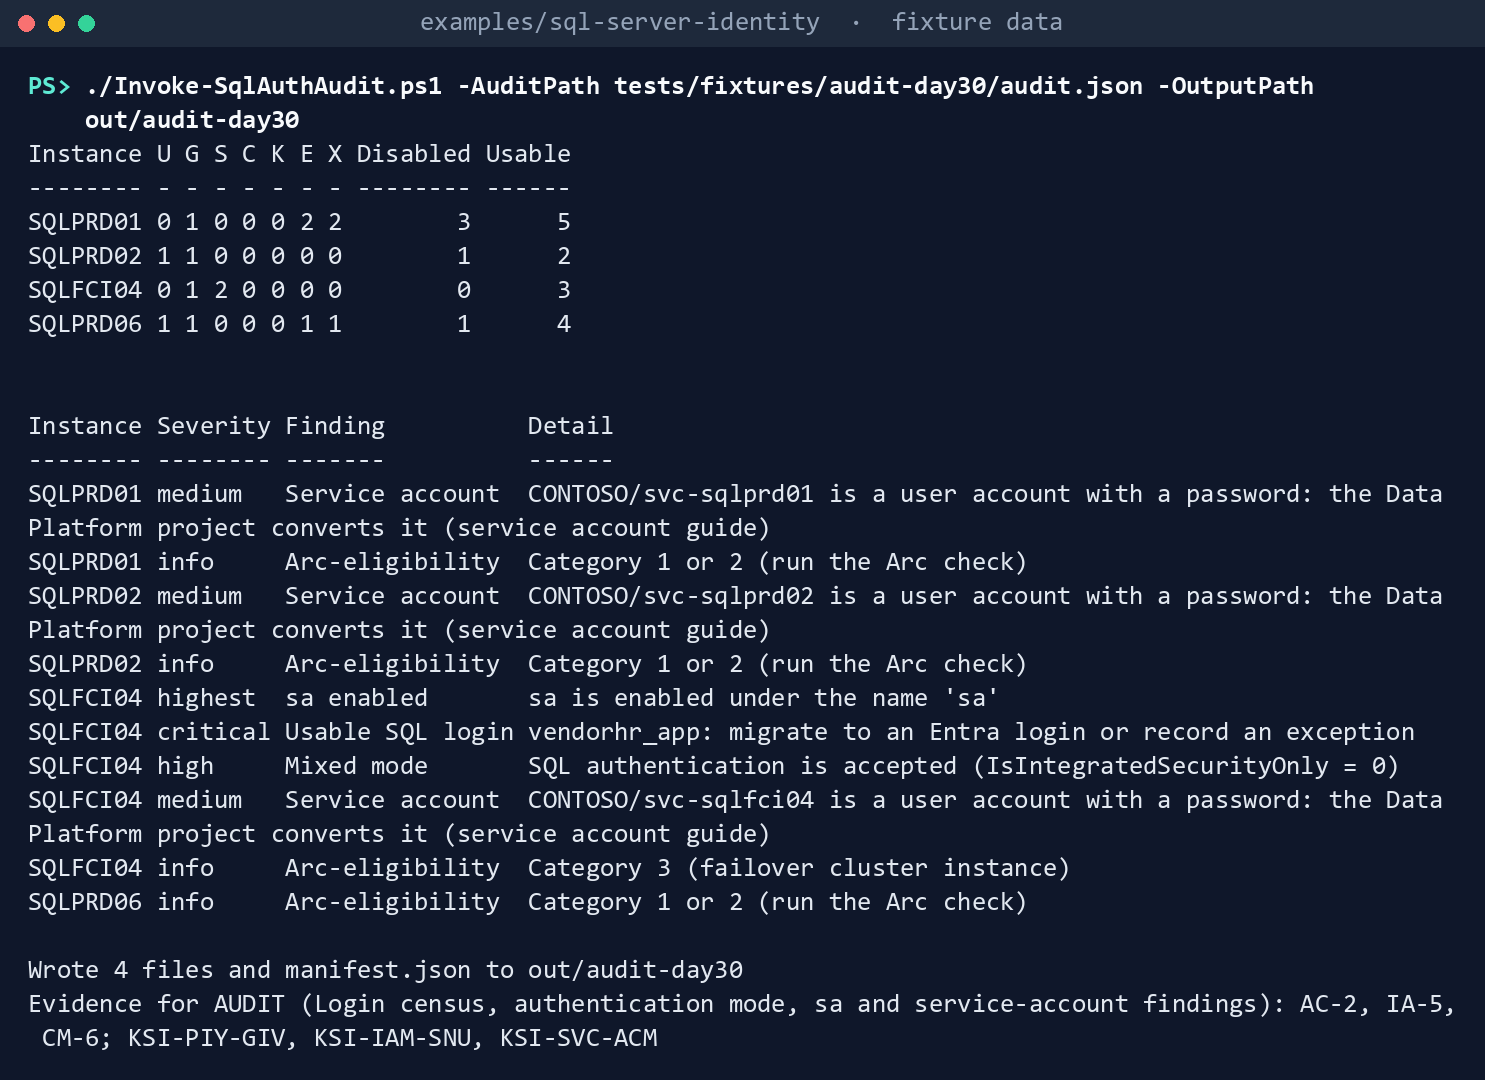 examples/sql-server-identity · fixture data
PS> ./Invoke-SqlAuthAudit.ps1 -AuditPath tests/fixtures/audit-day30/audit.json -OutputPath
out/audit-day30
Instance U G S C K E X Disabled Usable
-------- - - - - - - - -------- ------
SQLPRD01 0 1 0 0 0 2 2        3      5
SQLPRD02 1 1 0 0 0 0 0        1      2
SQLFCI04 0 1 2 0 0 0 0        0      3
SQLPRD06 1 1 0 0 0 1 1        1      4
Instance Severity Finding          Detail
-------- -------- -------          ------
SQLPRD01 medium   Service account  CONTOSO/svc-sqlprd01 is a user account with a password: the Data
Platform project converts it (service account guide)
SQLPRD01 info     Arc-eligibility  Category 1 or 2 (run the Arc check)
SQLPRD02 medium   Service account  CONTOSO/svc-sqlprd02 is a user account with a password: the Data
Platform project converts it (service account guide)
SQLPRD02 info     Arc-eligibility  Category 1 or 2 (run the Arc check)
SQLFCI04 highest  sa enabled       sa is enabled under the name 'sa'
SQLFCI04 critical Usable SQL login vendorhr_app: migrate to an Entra login or record an exception
SQLFCI04 high     Mixed mode       SQL authentication is accepted (IsIntegratedSecurityOnly = 0)
SQLFCI04 medium   Service account  CONTOSO/svc-sqlfci04 is a user account with a password: the Data
Platform project converts it (service account guide)
SQLFCI04 info     Arc-eligibility  Category 3 (failover cluster instance)
SQLPRD06 info     Arc-eligibility  Category 1 or 2 (run the Arc check)
Wrote 4 files and manifest.json to out/audit-day30
Evidence for AUDIT (Login census, authentication mode, sa and service-account findings): AC-2, IA-5,
CM-6; KSI-PIY-GIV, KSI-IAM-SNU, KSI-SVC-ACM